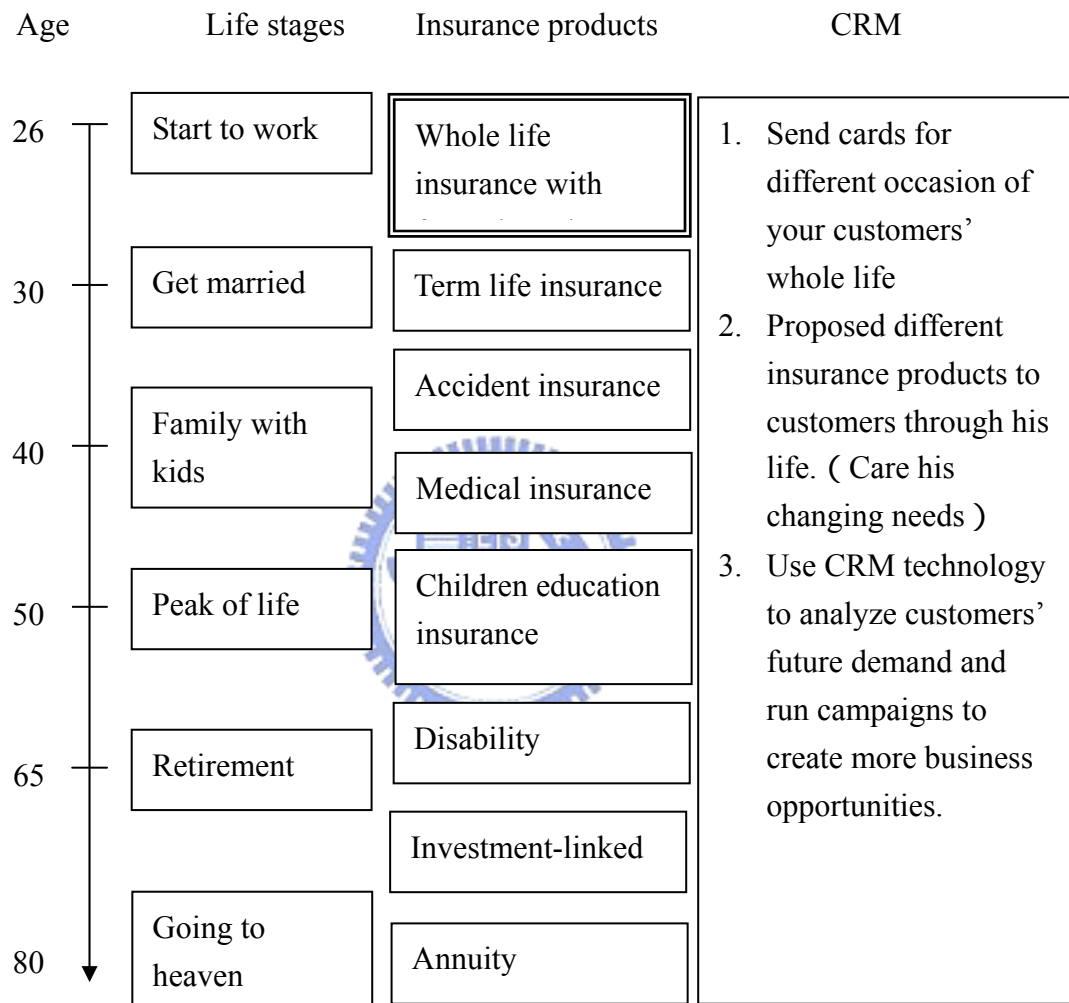 Age Life stages Insurance products CRM
26
30
40
50
65
80
Start to work
Get married
Family with
kids
Peak of life
Retirement
Going to
heaven
Whole life
insurance with
Term life insurance
Accident insurance
Medical insurance
Children education
insurance
Disability
Investment-linked
Annuity
1. Send cards for
different occasion of
your customers’
whole life
2. Proposed different
insurance products to
customers through his
life. ( Care his
changing needs )
3. Use CRM technology
to analyze customers’
future demand and
run campaigns to
create more business
opportunities.